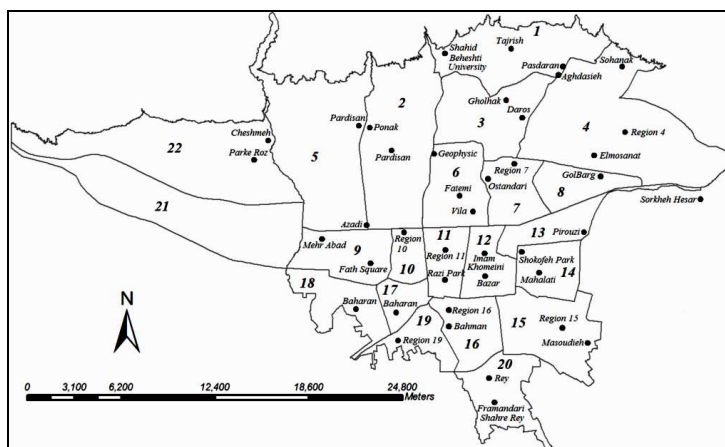 1
Tajrish
Shahid
Beheshti
University
Pasdaran
Sohanak
Aghdasieh
2
Gholhak
Daros
3
4
Region 4
Elmosanat
Pardisan
Ponak
Pardisan
Cheshmeh
Parke Roz
22
5
Geophysic
6
Fatemi
Vila
Region 7
Ostandari
7
GolBarg
8
Sorkheh Hesar
21
Azadi
Mehr Abad
9
Fath Square
Region
10
10
11
Region 11
Razi Park
12
Imam
Khomeini
Bazar
13
Pirouzi
Shokofeh Park
Mahalati
14
18
Baharan
17
Baharan
19
Region 19
Region 16
Bahman
16
15
Region 15
Masoudieh
20
Rey
Framandari
Shahre Rey
N
0 3,100 6,200 12,400 18,600 24,800
Meters